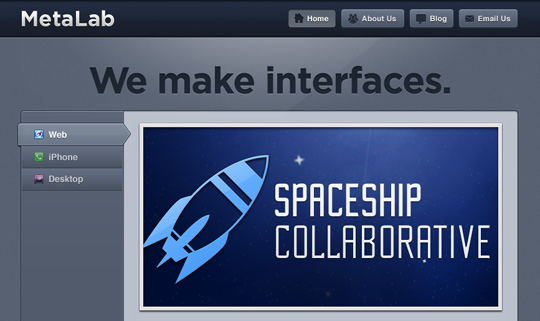 MetaLab
Home
About Us
Blog
Email Us
We make interfaces.
Web
iPhone
Desktop
SPACESHIP
COLLABORATIVE